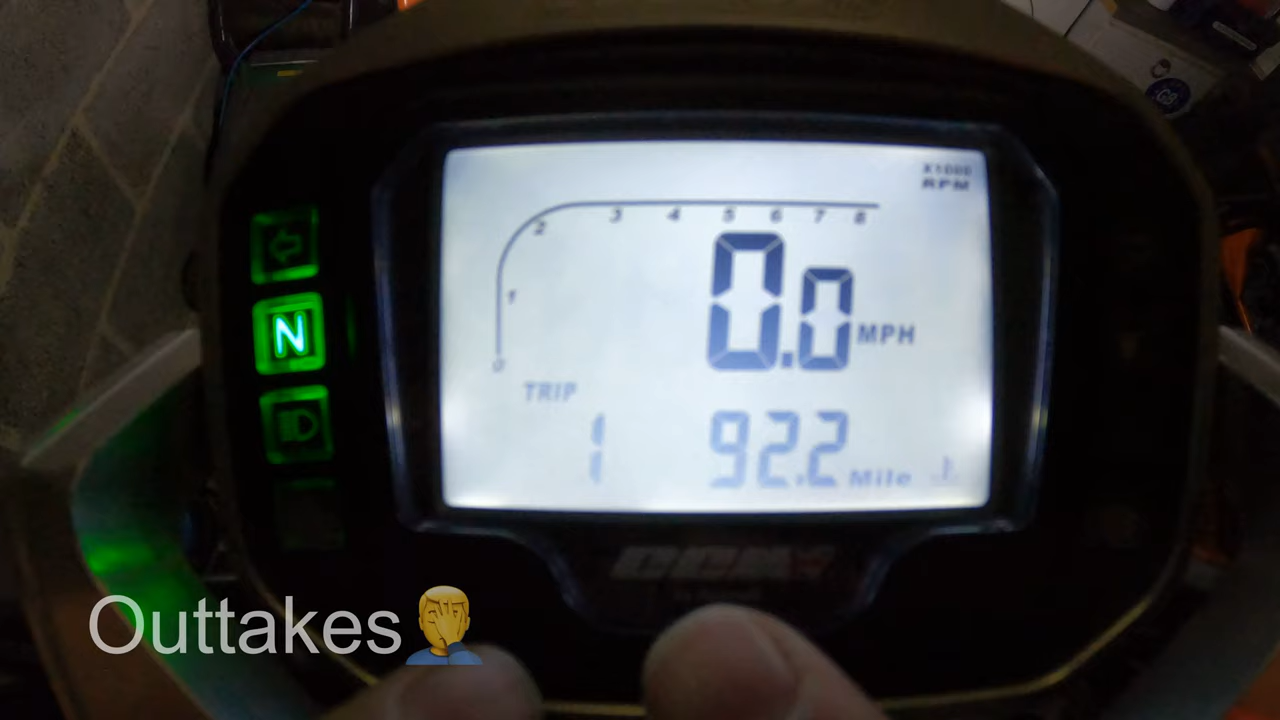 X1000
RPM
0 1 2 3 4 5 6 7 8
N
0.0 MPH
TRIP
1 92.2 Mile
CCM
Outtakes🤦‍♂️